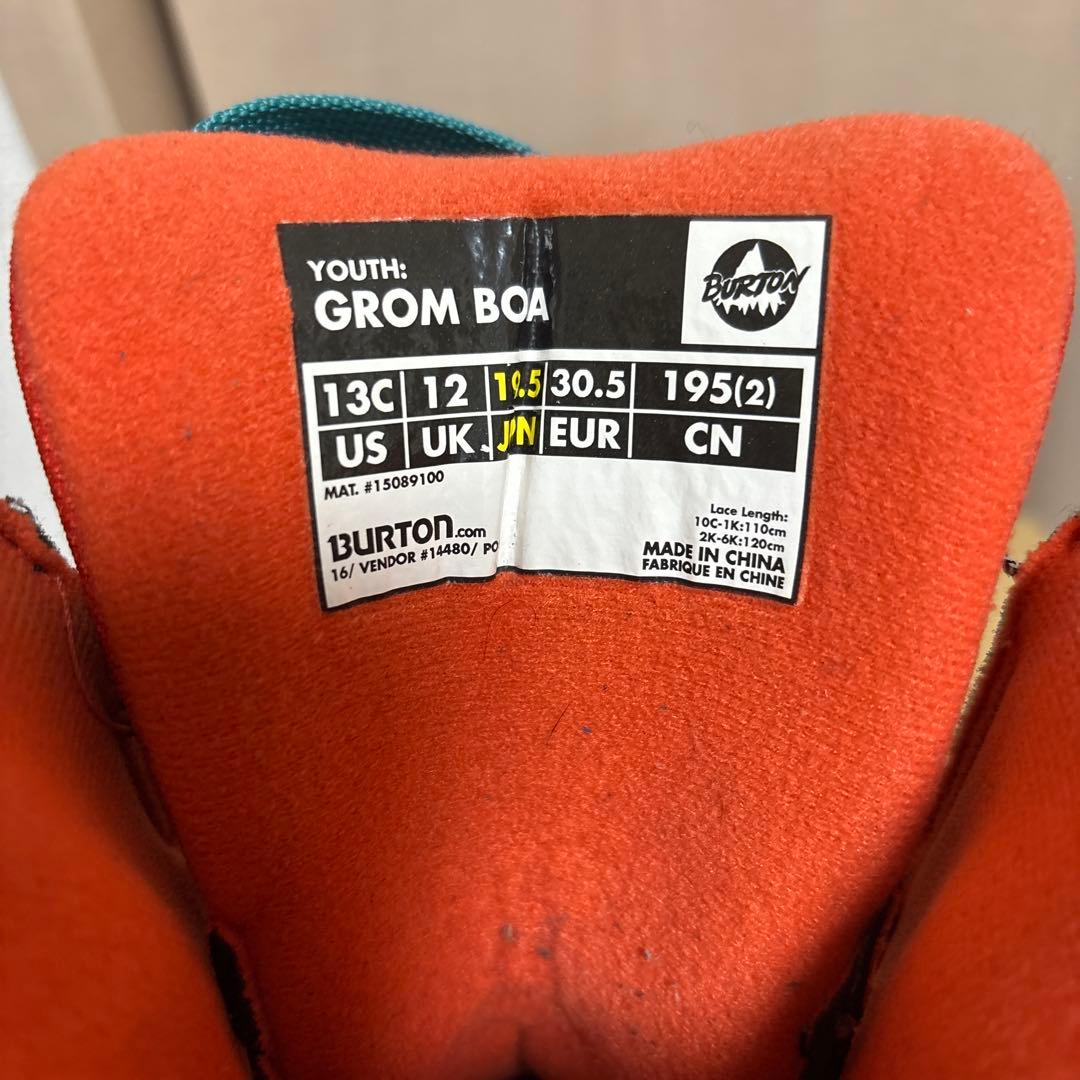 YOUTH:
GROM BOA
BURTON
13C 12 19.5 30.5 195(2)
US UK JPN EUR CN
MAT. #15089100
Lace Length:
10C-1K:110cm
2K-6K:120cm
BURTON.com
MADE IN CHINA
16/ VENDOR #14480/ PO
FABRIQUE EN CHINE